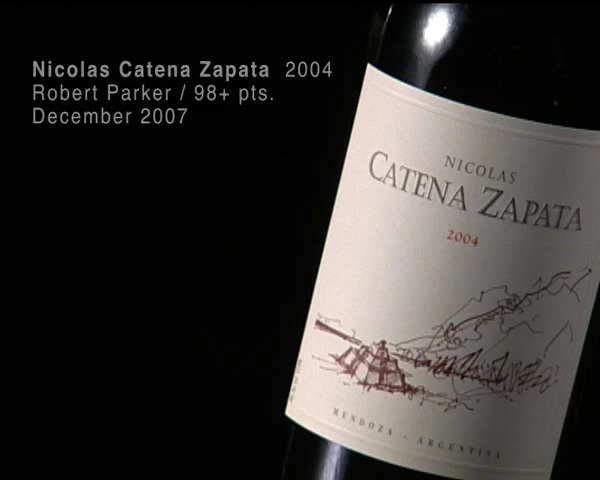 Nicolas Catena Zapata 2004
Robert Parker / 98+ pts.
December 2007
NICOLAS
CATENA ZAPATA
2004
MENDOZA - ARGENTINA